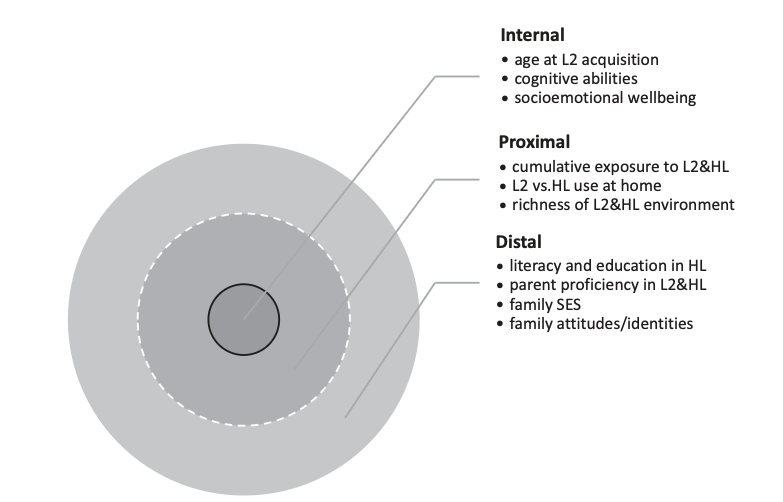 Internal
• age at L2 acquisition
• cognitive abilities
• socioemotional wellbeing
Proximal
• cumulative exposure to L2&HL
• L2 vs.HL use at home
• richness of L2&HL environment
Distal
• literacy and education in HL
• parent proficiency in L2&HL
• family SES
• family attitudes/identities